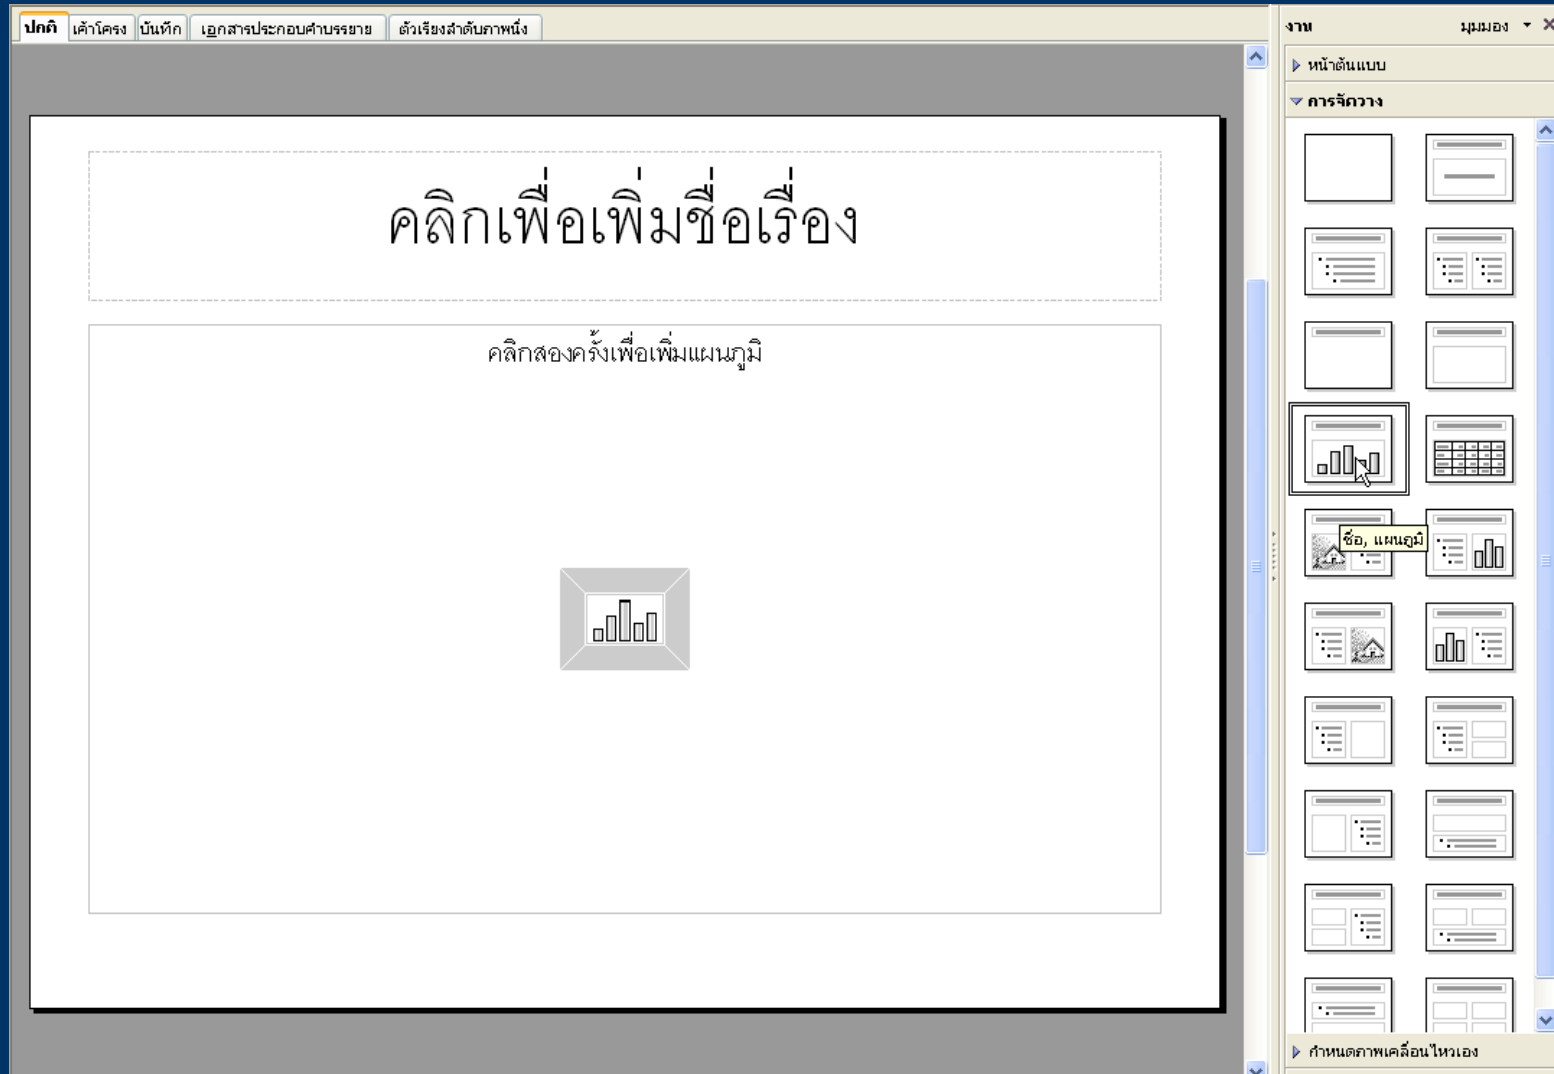 ปกติ เค้าโครง บันทึก เอกสารประกอบคำบรรยาย ตัวเรียงลำดับภาพนิ่ง
งาน มุมมอง
หน้าต้นแบบ
การจัดวาง
คลิกเพื่อเพิ่มชื่อเรื่อง
คลิกสองครั้งเพื่อเพิ่มแผนภูมิ
ชื่อ, แผนภูมิ
กำหนดภาพเคลื่อนไหวเอง